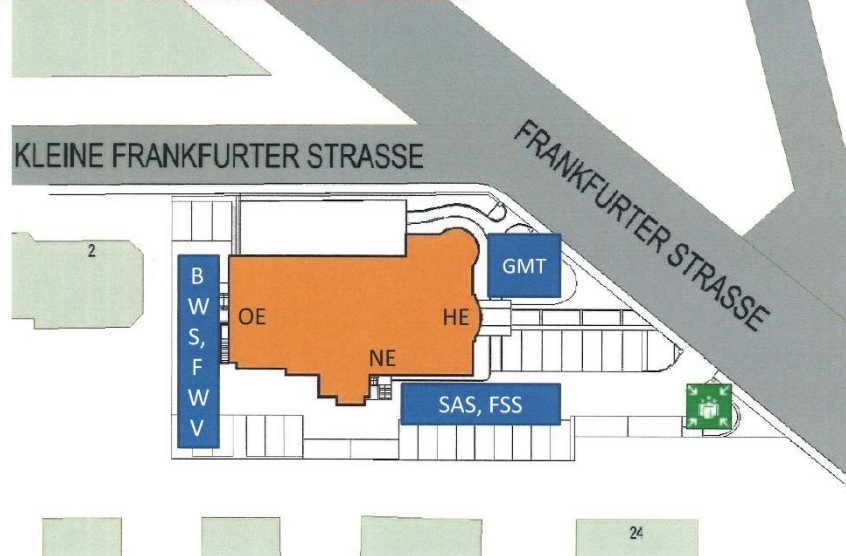 KLEINE FRANKFURTER STRASSE
FRANKFURTER STRASSE
2
B
W
S,
F
W
V
OE
HE
NE
GMT
SAS, FSS
24